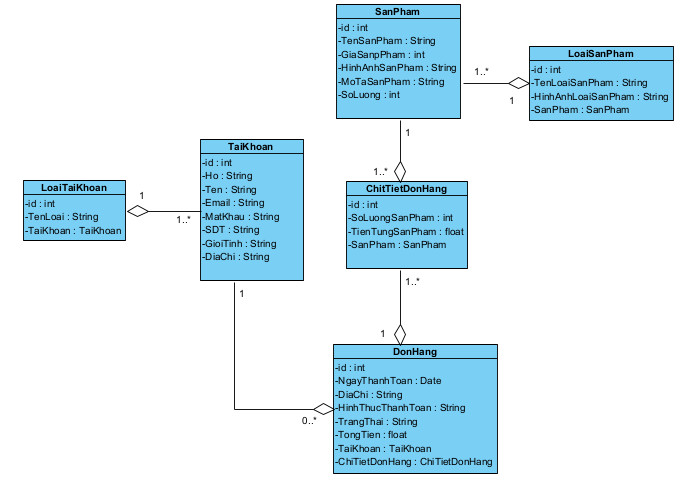 SanPham
-id : int
-TenSanPham : String
-GiaSanpPham : int
-HinhAnhSanPham : String
-MoTaSanPham : String
-SoLuong : int
LoaiSanPham
-id : int
-TenLoaiSanPham : String
-HinhAnhLoaiSanPham : String
-SanPham : SanPham
1..*
1
1
1..*
TaiKhoan
-id : int
-Ho : String
-Ten : String
-Email : String
-MatKhau : String
-SDT : String
-GioiTinh : String
-DiaChi : String
LoaiTaiKhoan
-id : int
-TenLoai : String
-TaiKhoan : TaiKhoan
1
1..*
ChitTietDonHang
-id : int
-SoLuongSanPham : int
-TienTungSanPham : float
-SanPham : SanPham
1..*
1
1
0..*
DonHang
-id : int
-NgayThanhToan : Date
-DiaChi : String
-HinhThucThanhToan : String
-TrangThai : String
-TongTien : float
-TaiKhoan : TaiKhoan
-ChiTietDonHang : ChiTietDonHang